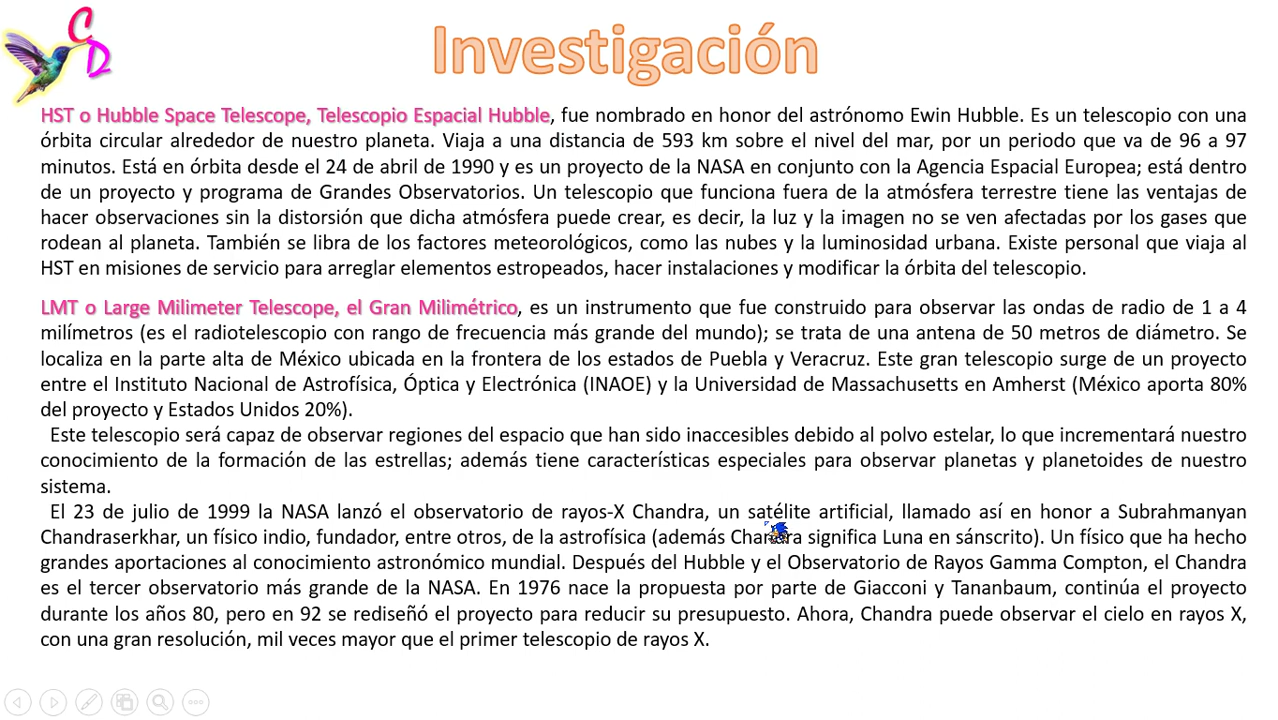 CD
Investigación
HST o Hubble Space Telescope, Telescopio Espacial Hubble, fue nombrado en honor del astrónomo Ewin Hubble. Es un telescopio con una
órbita circular alrededor de nuestro planeta. Viaja a una distancia de 593 km sobre el nivel del mar, por un periodo que va de 96 a 97
minutos. Está en órbita desde el 24 de abril de 1990 y es un proyecto de la NASA en conjunto con la Agencia Espacial Europea; está dentro
de un proyecto y programa de Grandes Observatorios. Un telescopio que funciona fuera de la atmósfera terrestre tiene las ventajas de
hacer observaciones sin la distorsión que dicha atmósfera puede crear, es decir, la luz y la imagen no se ven afectadas por los gases que
rodean al planeta. También se libra de los factores meteorológicos, como las nubes y la luminosidad urbana. Existe personal que viaja al
HST en misiones de servicio para arreglar elementos estropeados, hacer instalaciones y modificar la órbita del telescopio.
LMT o Large Milimeter Telescope, el Gran Milimétrico, es un instrumento que fue construido para observar las ondas de radio de 1 a 4
milímetros (es el radiotelescopio con rango de frecuencia más grande del mundo); se trata de una antena de 50 metros de diámetro. Se
localiza en la parte alta de México ubicada en la frontera de los estados de Puebla y Veracruz. Este gran telescopio surge de un proyecto
entre el Instituto Nacional de Astrofísica, Óptica y Electrónica (INAOE) y la Universidad de Massachusetts en Amherst (México aporta 80%
del proyecto y Estados Unidos 20%).
Este telescopio será capaz de observar regiones del espacio que han sido inaccesibles debido al polvo estelar, lo que incrementará nuestro
conocimiento de la formación de las estrellas; además tiene características especiales para observar planetas y planetoides de nuestro
sistema.
El 23 de julio de 1999 la NASA lanzó el observatorio de rayos-X Chandra, un satélite artificial, llamado así en honor a Subrahmanyan
Chandraserkhar, un físico indio, fundador, entre otros, de la astrofísica (además Chandra significa Luna en sánscrito). Un físico que ha hecho
grandes aportaciones al conocimiento astronómico mundial. Después del Hubble y el Observatorio de Rayos Gamma Compton, el Chandra
es el tercer observatorio más grande de la NASA. En 1976 nace la propuesta por parte de Giacconi y Tananbaum, continúa el proyecto
durante los años 80, pero en 92 se rediseñó el proyecto para reducir su presupuesto. Ahora, Chandra puede observar el cielo en rayos X,
con una gran resolución, mil veces mayor que el primer telescopio de rayos X.